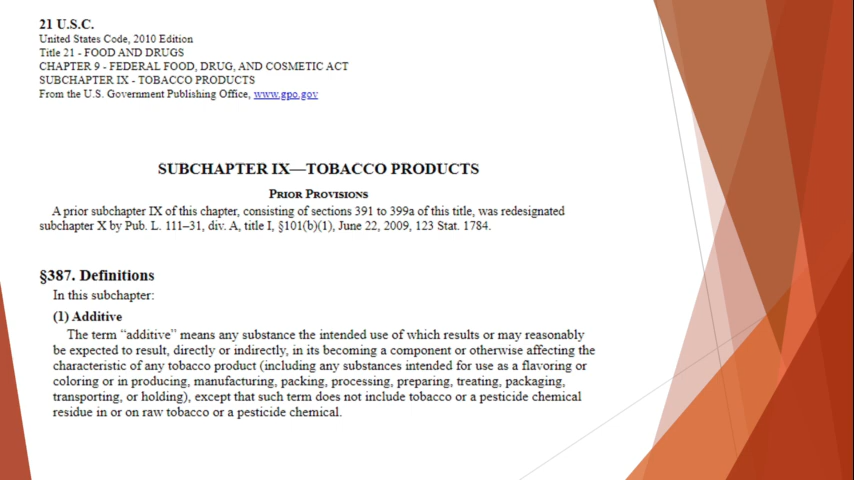 21 U.S.C.
United States Code, 2010 Edition
Title 21 - FOOD AND DRUGS
CHAPTER 9 - FEDERAL FOOD, DRUG, AND COSMETIC ACT
SUBCHAPTER IX - TOBACCO PRODUCTS
From the U.S. Government Publishing Office, www.gpo.gov
SUBCHAPTER IX—TOBACCO PRODUCTS
PRIOR PROVISIONS
A prior subchapter IX of this chapter, consisting of sections 391 to 399a of this title, was redesignated
subchapter X by Pub. L. 111–31, div. A, title I, §101(b)(1), June 22, 2009, 123 Stat. 1784.
§387. Definitions
In this subchapter:
(1) Additive
The term “additive” means any substance the intended use of which results or may reasonably
be expected to result, directly or indirectly, in its becoming a component or otherwise affecting the
characteristic of any tobacco product (including any substances intended for use as a flavoring or
coloring or in producing, manufacturing, packing, processing, preparing, treating, packaging,
transporting, or holding), except that such term does not include tobacco or a pesticide chemical
residue in or on raw tobacco or a pesticide chemical.